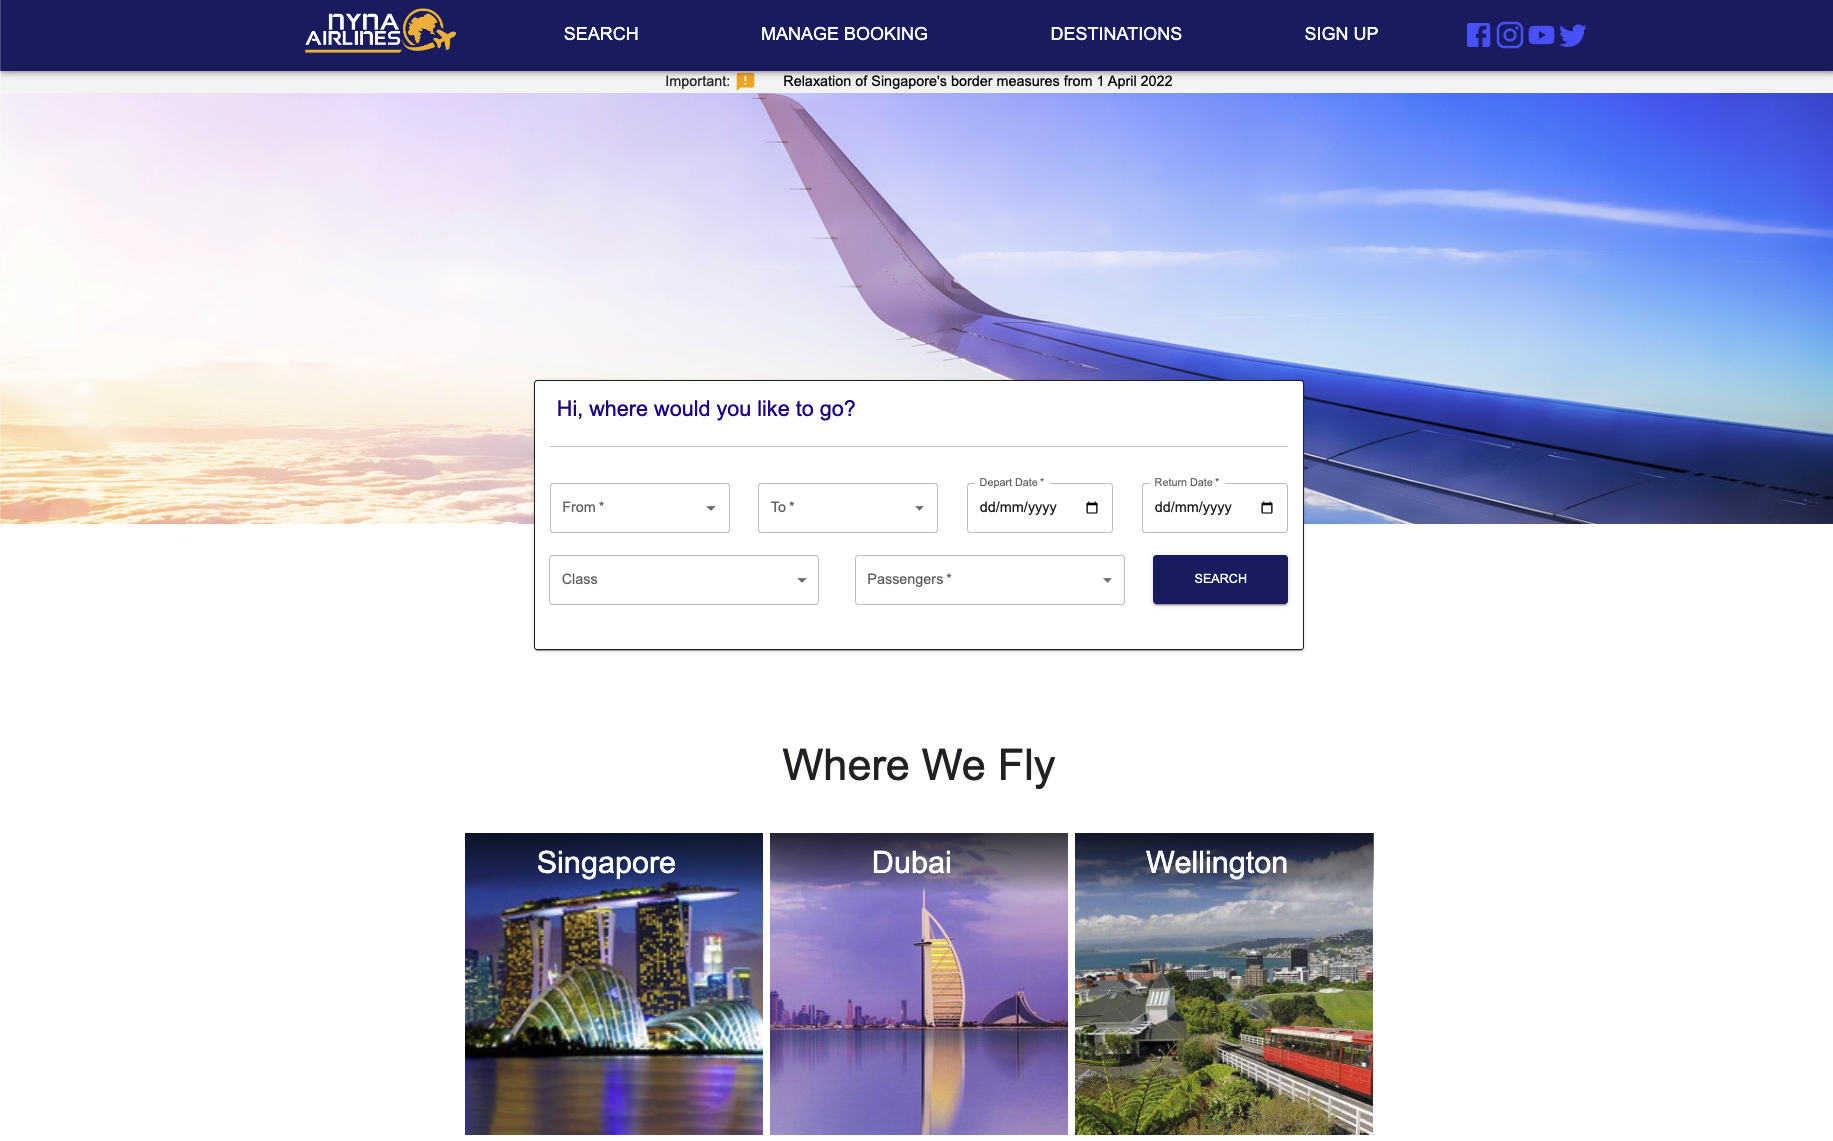 NYNA
AIRLINES
SEARCH
MANAGE BOOKING
DESTINATIONS
SIGN UP
Important:
Relaxation of Singapore's border measures from 1 April 2022
Hi, where would you like to go?
From *
To *
Depart Date *
dd/mm/yyyy
Return Date *
dd/mm/yyyy
Class
Passengers *
SEARCH
Where We Fly
Singapore
Dubai
Wellington